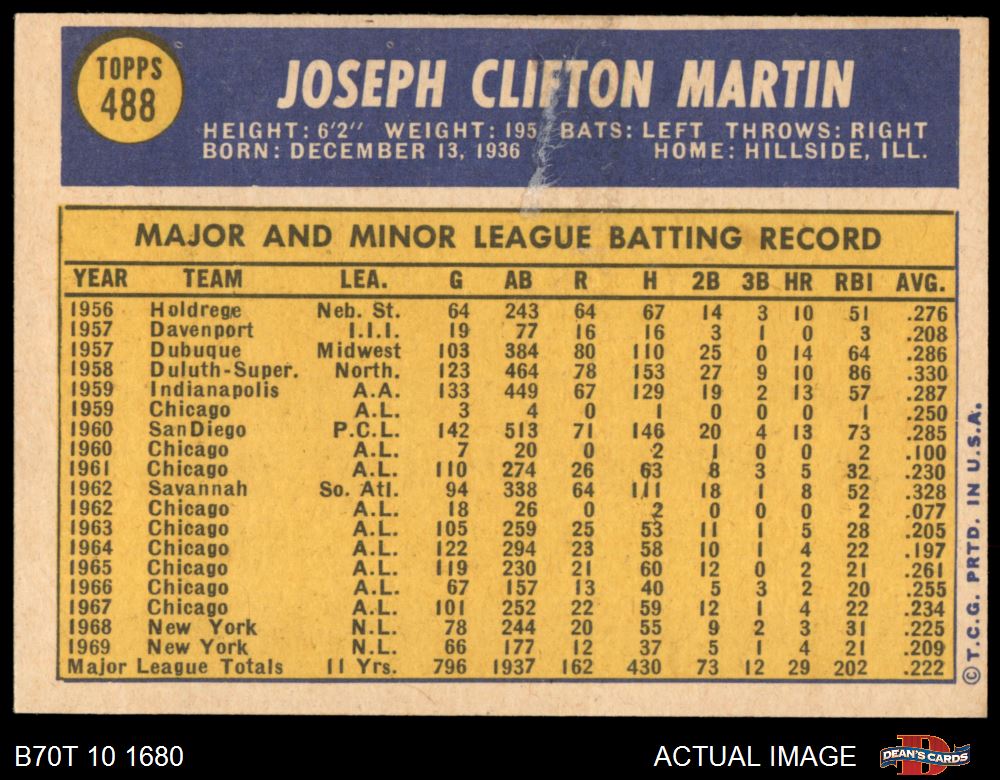 TOPPS
488
JOSEPH CLIFTON MARTIN
HEIGHT: 6'2" WEIGHT: 195 BATS: LEFT THROWS: RIGHT
BORN: DECEMBER 13, 1936 HOME: HILLSIDE, ILL.
MAJOR AND MINOR LEAGUE BATTING RECORD
YEAR TEAM LEA. G AB R H 2B 3B HR RBI AVG.
1956 Holdrege Neb. St. 64 243 64 67 14 3 10 51 .276
1957 Davenport I.I.I. 19 77 16 16 3 1 0 3 .208
1957 Dubuque Midwest 103 384 80 110 25 0 14 64 .286
1958 Duluth-Super. North. 123 464 78 153 27 9 10 86 .330
1959 Indianapolis A.A. 133 449 67 129 19 2 13 57 .287
1959 Chicago A.L. 3 4 0 1 0 0 0 1 .250
1960 San Diego P.C.L. 142 513 71 146 20 4 13 73 .285
1960 Chicago A.L. 7 20 0 2 1 0 0 2 .100
1961 Chicago A.L. 110 274 26 63 8 3 5 32 .230
1962 Savannah So. Atl. 94 338 64 111 18 1 8 52 .328
1962 Chicago A.L. 18 26 0 2 0 0 0 2 .077
1963 Chicago A.L. 105 259 25 53 11 1 5 28 .205
1964 Chicago A.L. 122 294 23 58 10 1 4 22 .197
1965 Chicago A.L. 119 230 21 60 12 0 2 21 .261
1966 Chicago A.L. 67 157 13 40 5 3 2 20 .255
1967 Chicago A.L. 101 252 22 59 12 1 4 22 .234
1968 New York N.L. 78 244 20 55 9 2 3 31 .225
1969 New York N.L. 66 177 12 37 5 1 4 21 .209
Major League Totals 11 Yrs. 796 1937 162 430 73 12 29 202 .222
© T.C.G. PRTD. IN U.S.A.
B70T 10 1680
ACTUAL IMAGE
DEAN'S CARDS